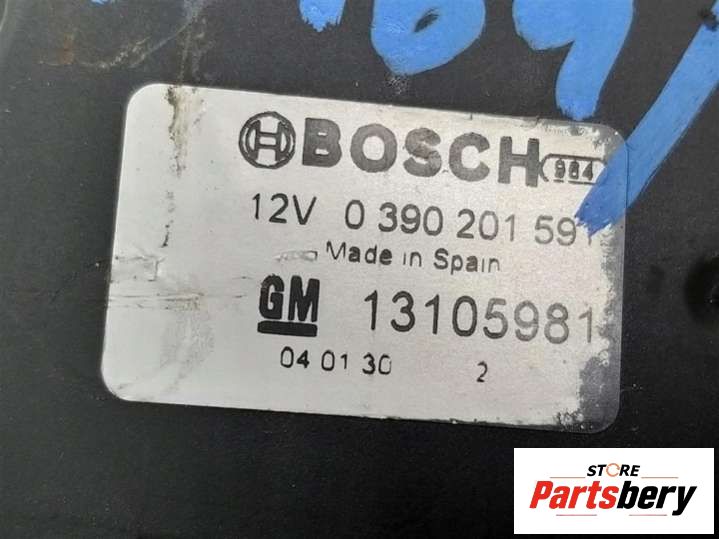 BOSCH 984
12V 0 390 201 591
Made in Spain
GM 13105981
04 01 30 2
STORE
Partsbery